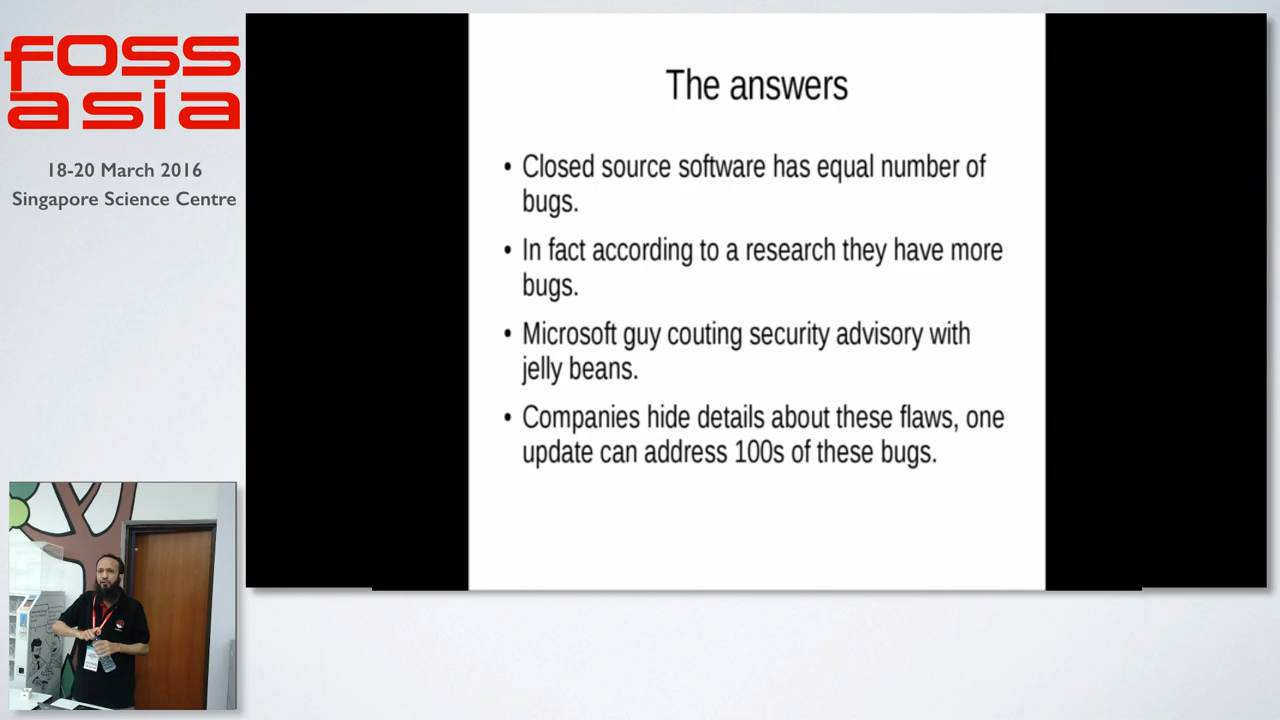 foss
asia
18-20 March 2016
Singapore Science Centre
The answers
• Closed source software has equal number of
bugs.
• In fact according to a research they have more
bugs.
• Microsoft guy couting security advisory with
jelly beans.
• Companies hide details about these flaws, one
update can address 100s of these bugs.